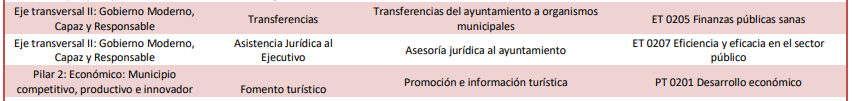 Eje transversal II: Gobierno Moderno, Capaz y Responsable
Transferencias
Transferencias del ayuntamiento a organismos municipales
ET 0205 Finanzas públicas sanas
Eje transversal II: Gobierno Moderno, Capaz y Responsable
Asistencia Jurídica al Ejecutivo
Asesoría jurídica al ayuntamiento
ET 0207 Eficiencia y eficacia en el sector público
Pilar 2: Económico: Municipio competitivo, productivo e innovador
Fomento turístico
Promoción e información turística
PT 0201 Desarrollo económico